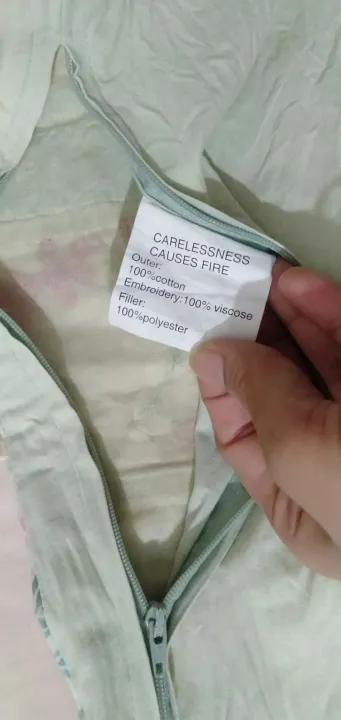 CARELESSNESS
CAUSES FIRE
Outer:
100%cotton
Embroidery:100% viscose
Filler:
100%polyester